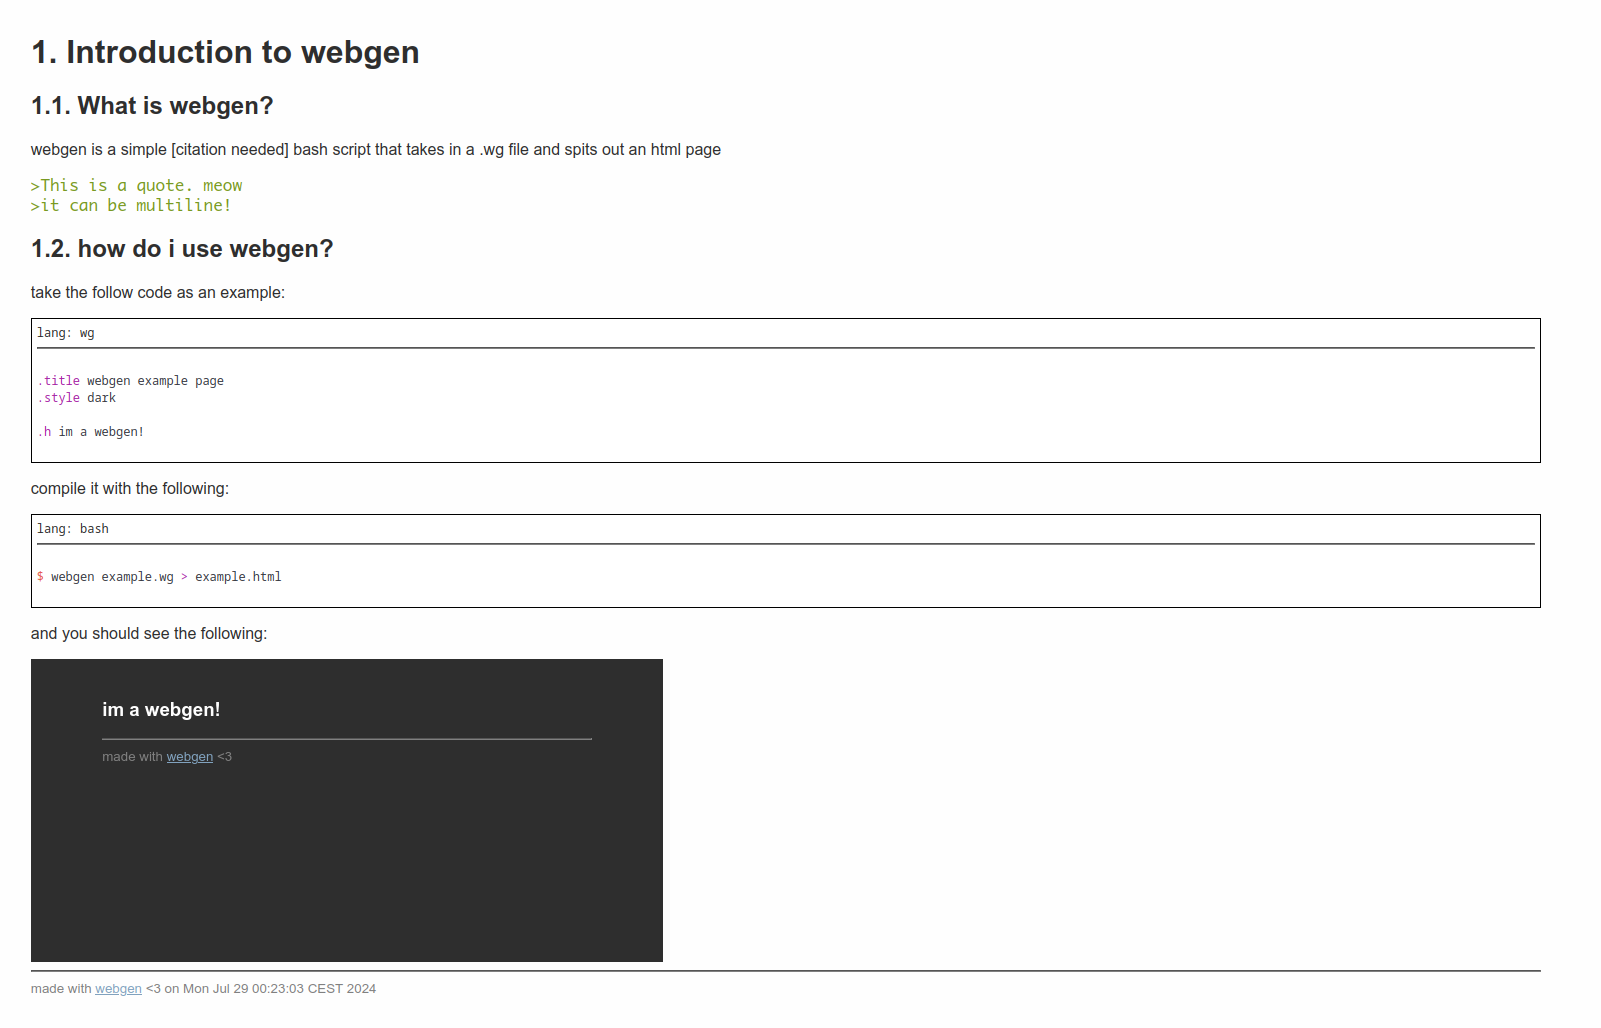 1. Introduction to webgen
1.1. What is webgen?
webgen is a simple [citation needed] bash script that takes in a .wg file and spits out an html page
>This is a quote. meow
>it can be multiline!
1.2. how do i use webgen?
take the follow code as an example:
lang: wg
.title webgen example page
.style dark
.h im a webgen!
compile it with the following:
lang: bash
$ webgen example.wg > example.html
and you should see the following:
im a webgen!
made with webgen <3
made with webgen <3 on Mon Jul 29 00:23:03 CEST 2024